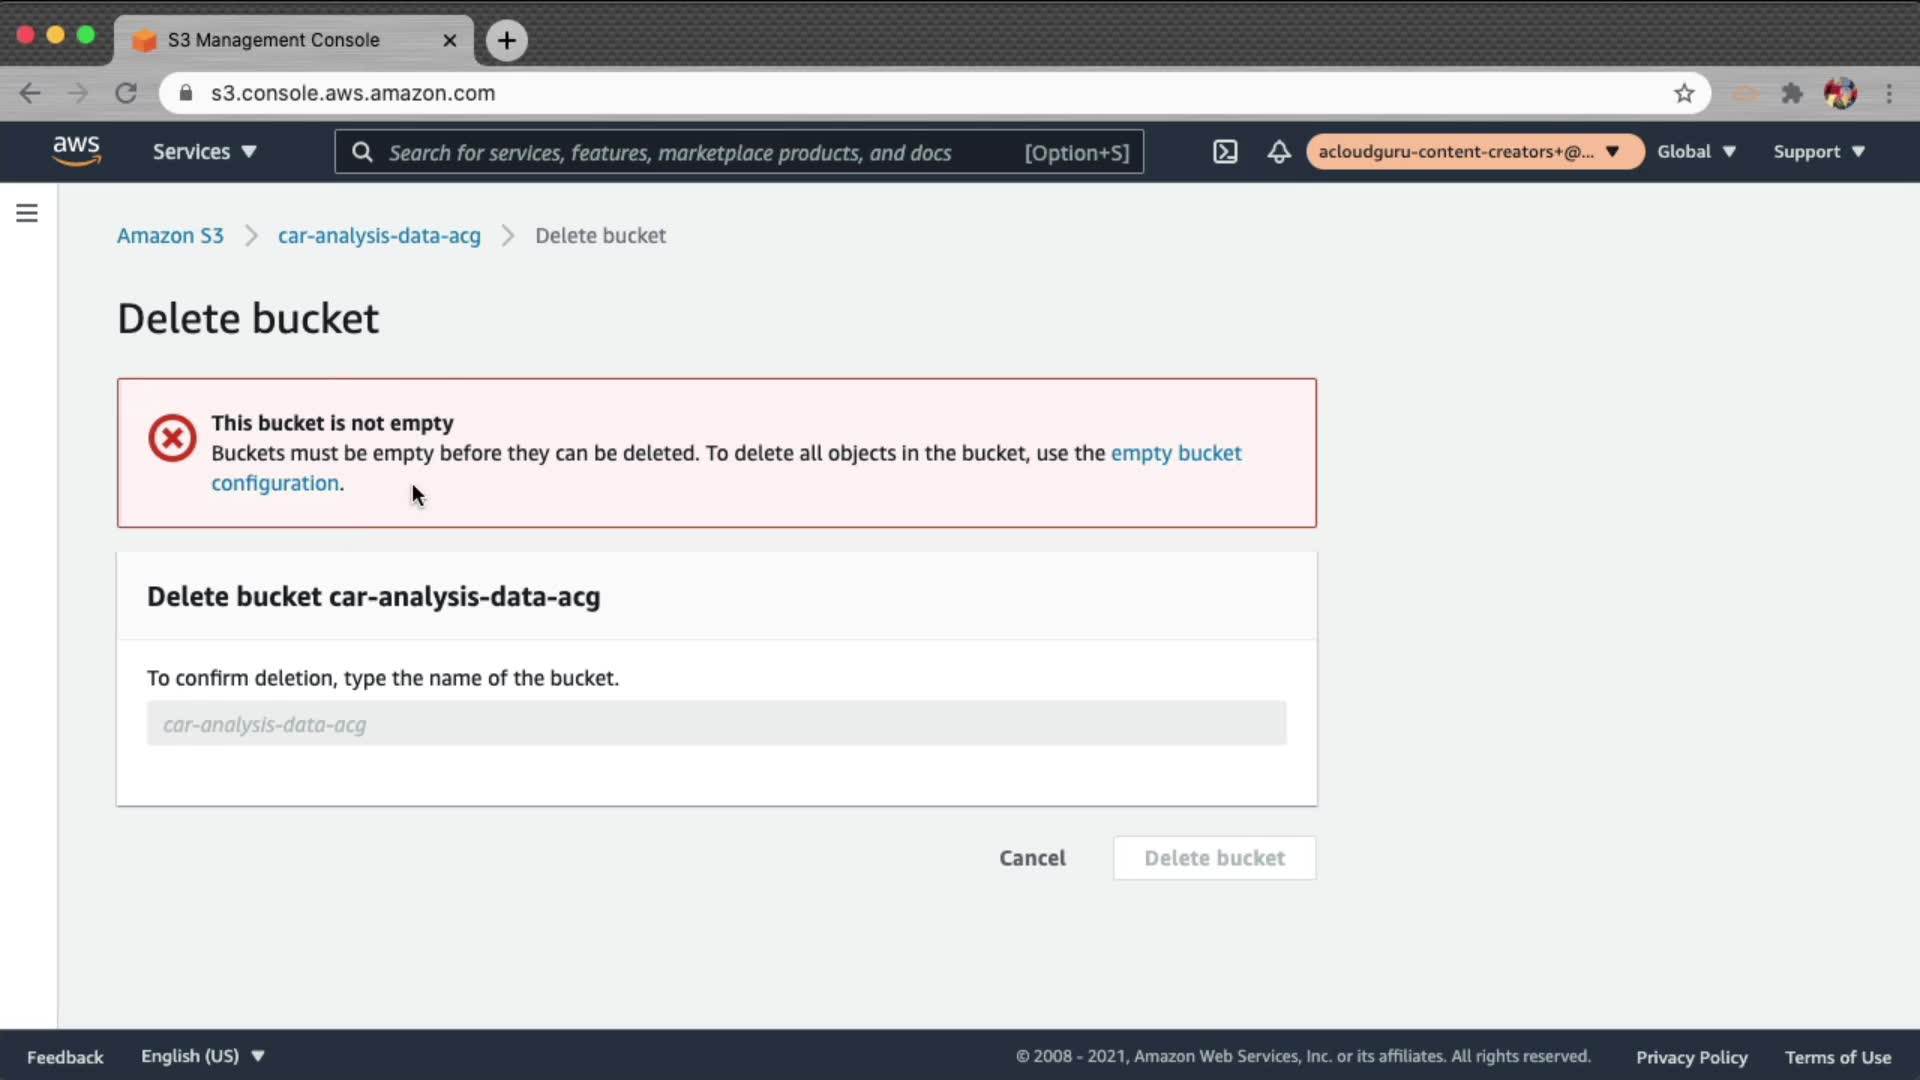 S3 Management Console
s3.console.aws.amazon.com
aws
Services
Search for services, features, marketplace products, and docs
[Option+S]
acloudguru-content-creators+@...
Global
Support
Amazon S3
car-analysis-data-acg
Delete bucket
Delete bucket
This bucket is not empty
Buckets must be empty before they can be deleted. To delete all objects in the bucket, use the empty bucket
configuration.
Delete bucket car-analysis-data-acg
To confirm deletion, type the name of the bucket.
car-analysis-data-acg
Cancel
Delete bucket
Feedback
English (US)
© 2008 - 2021, Amazon Web Services, Inc. or its affiliates. All rights reserved.
Privacy Policy
Terms of Use